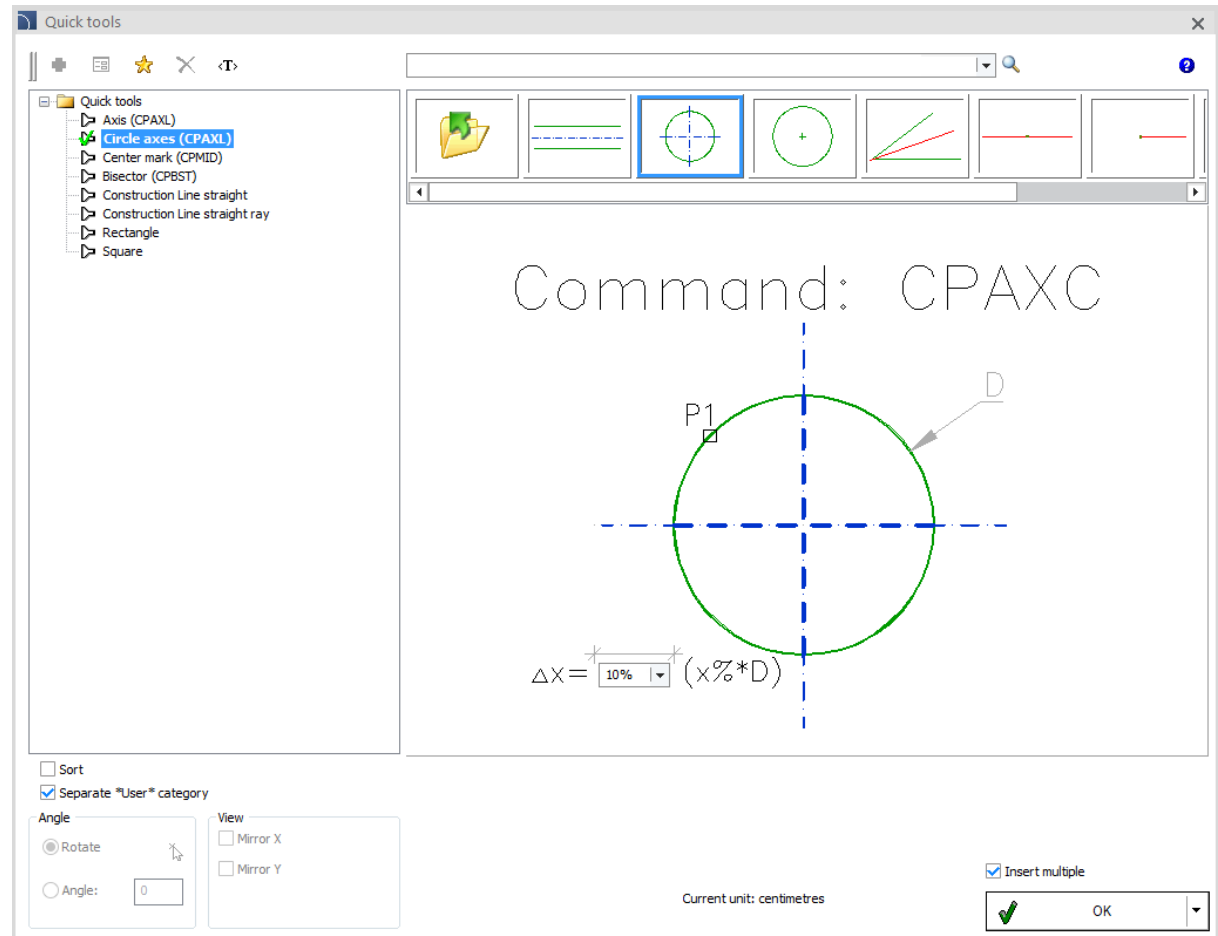 Quick tools
<T>
Quick tools
Axis (CPAXL)
Circle axes (CPAXL)
Center mark (CPMID)
Bisector (CPBST)
Construction Line straight
Construction Line straight ray
Rectangle
Square
Command: CPAXC
D
P1
△x= 10% (x%*D)
Sort
Separate *User* category
Angle
Rotate
Angle: 0
View
Mirror X
Mirror Y
Current unit: centimetres
Insert multiple
OK